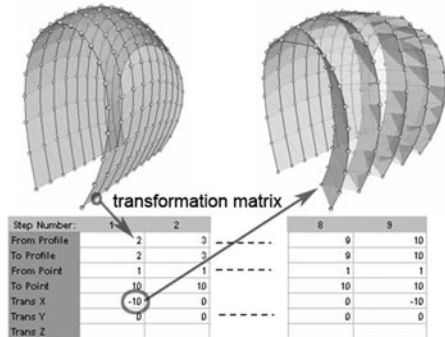 transformation matrix
Step Number: 1 2 8 9
From Profile 2 3 9 10
To Profile 2 3 9 10
From Point 1 1 1 1
To Point 10 10 10 10
Trans X -10 0 0 -10
Trans Y 0 0 0 0
Trans Z